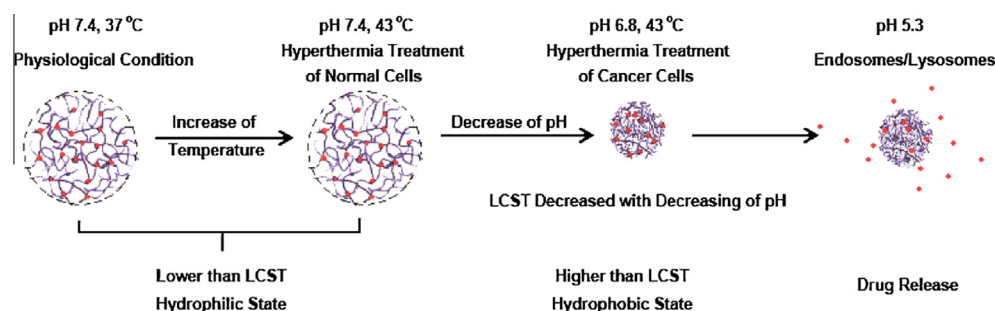 pH 7.4, 37 °C
Physiological Condition
pH 7.4, 43 °C
Hyperthermia Treatment
of Normal Cells
pH 6.8, 43 °C
Hyperthermia Treatment
of Cancer Cells
pH 5.3
Endosomes/Lysosomes
Increase of
Temperature
Decrease of pH
LCST Decreased with Decreasing of pH
Lower than LCST
Hydrophilic State
Higher than LCST
Hydrophobic State
Drug Release